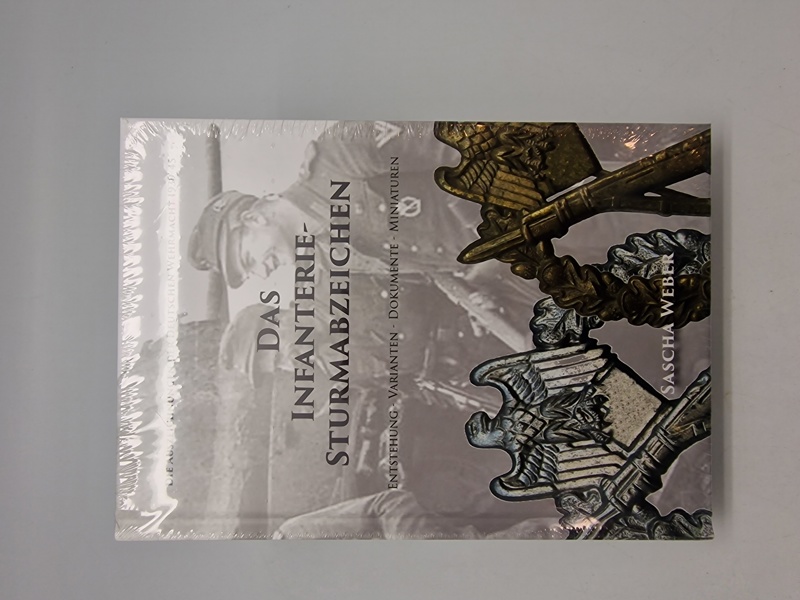 DAS
INFANTERIE-
STURMABZEICHEN
ENTSTEHUNG - VARIANTEN - DOKUMENTE - MINIATUREN
SASCHA WEBER